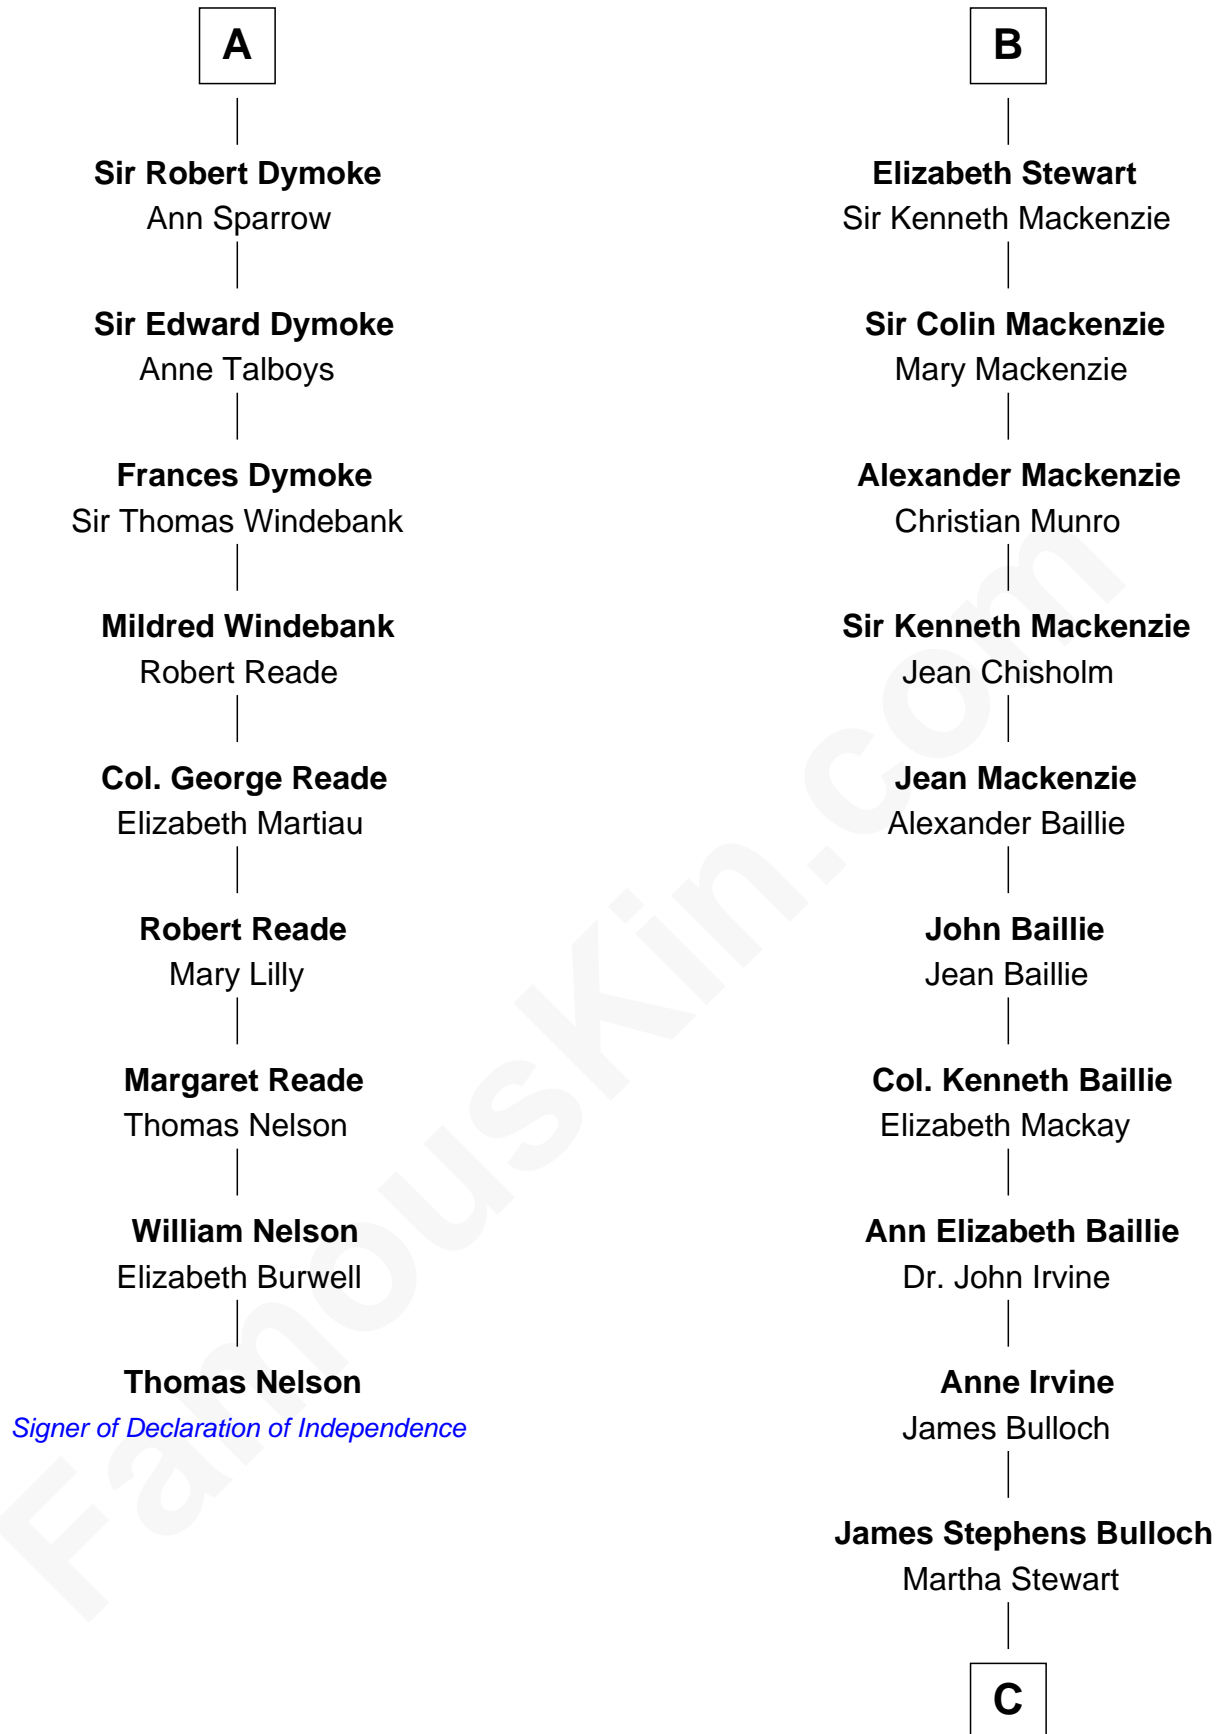 A
Sir Robert Dymoke
Ann Sparrow
Sir Edward Dymoke
Anne Talboys
Frances Dymoke
Sir Thomas Windebank
Mildred Windebank
Robert Reade
Col. George Reade
Elizabeth Martiau
Robert Reade
Mary Lilly
Margaret Reade
Thomas Nelson
William Nelson
Elizabeth Burwell
Thomas Nelson
Signer of Declaration of Independence
B
Elizabeth Stewart
Sir Kenneth Mackenzie
Sir Colin Mackenzie
Mary Mackenzie
Alexander Mackenzie
Christian Munro
Sir Kenneth Mackenzie
Jean Chisholm
Jean Mackenzie
Alexander Baillie
John Baillie
Jean Baillie
Col. Kenneth Baillie
Elizabeth Mackay
Ann Elizabeth Baillie
Dr. John Irvine
Anne Irvine
James Bulloch
James Stephens Bulloch
Martha Stewart
C
FamousKin.com